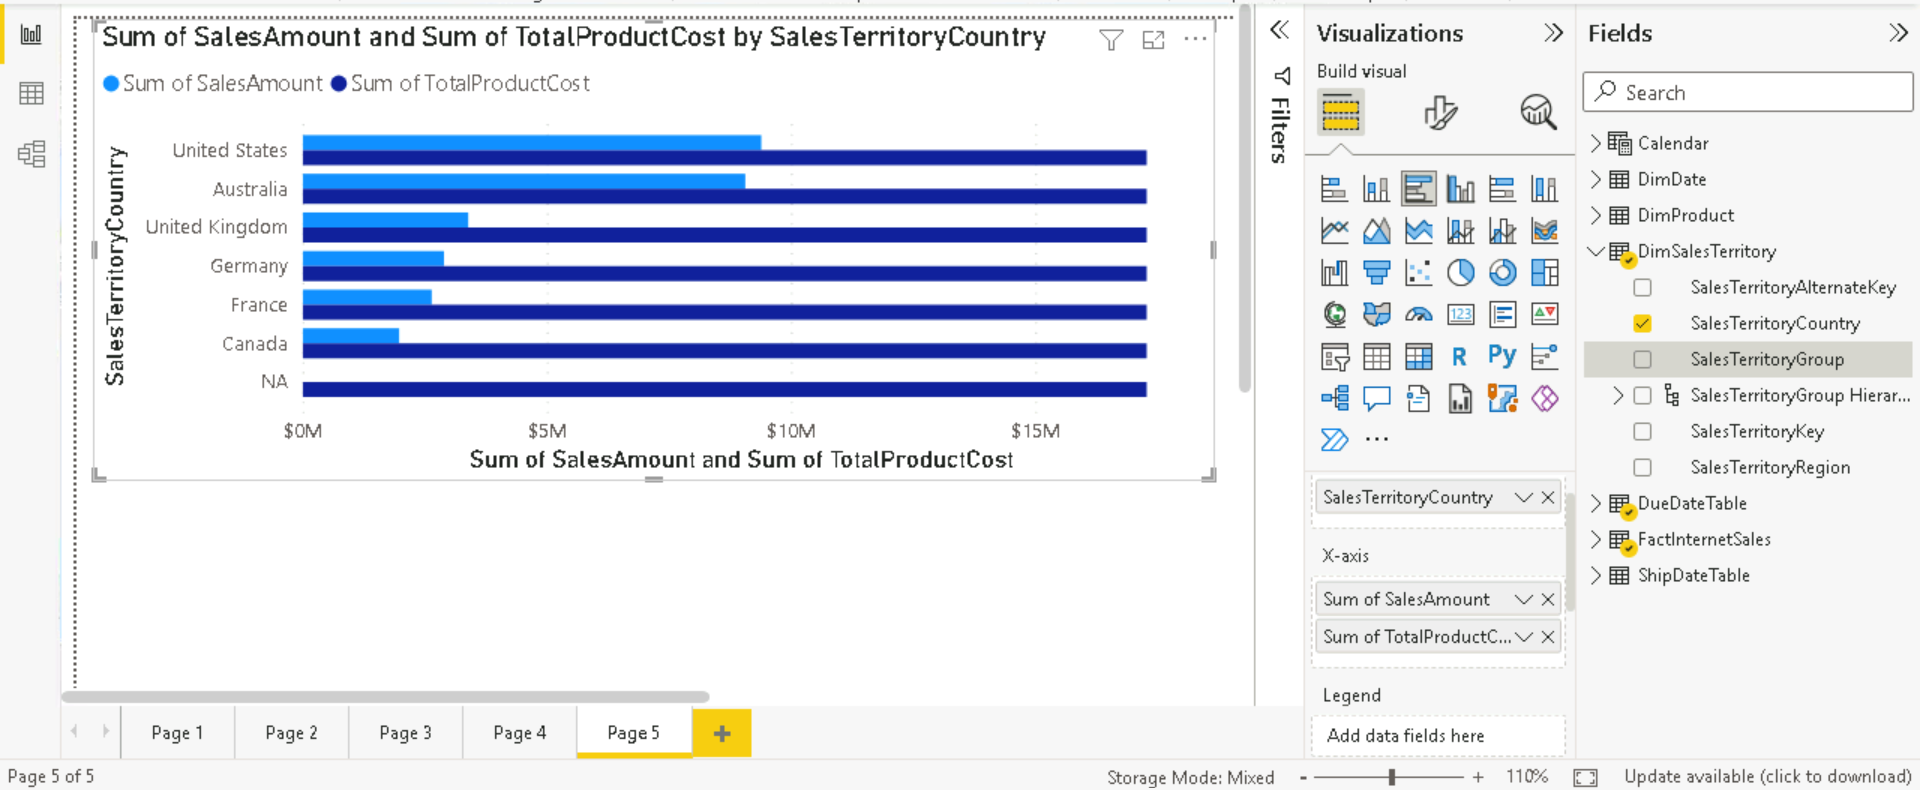 Sum of SalesAmount and Sum of TotalProductCost by SalesTerritoryCountry
Sum of SalesAmount
Sum of TotalProductCost
SalesTerritoryCountry
United States
Australia
United Kingdom
Germany
France
Canada
NA
$0M
$5M
$10M
$15M
Sum of SalesAmount and Sum of TotalProductCost
Filters
Visualizations
Build visual
123
R
Py
SalesTerritoryCountry
X-axis
Sum of SalesAmount
Sum of TotalProductC...
Legend
Add data fields here
Fields
Search
Calendar
DimDate
DimProduct
DimSalesTerritory
SalesTerritoryAlternateKey
SalesTerritoryCountry
SalesTerritoryGroup
SalesTerritoryGroup Hierar...
SalesTerritoryKey
SalesTerritoryRegion
DueDateTable
FactInternetSales
ShipDateTable
Page 1
Page 2
Page 3
Page 4
Page 5
+
Page 5 of 5
Storage Mode: Mixed
- + 110%
Update available (click to download)